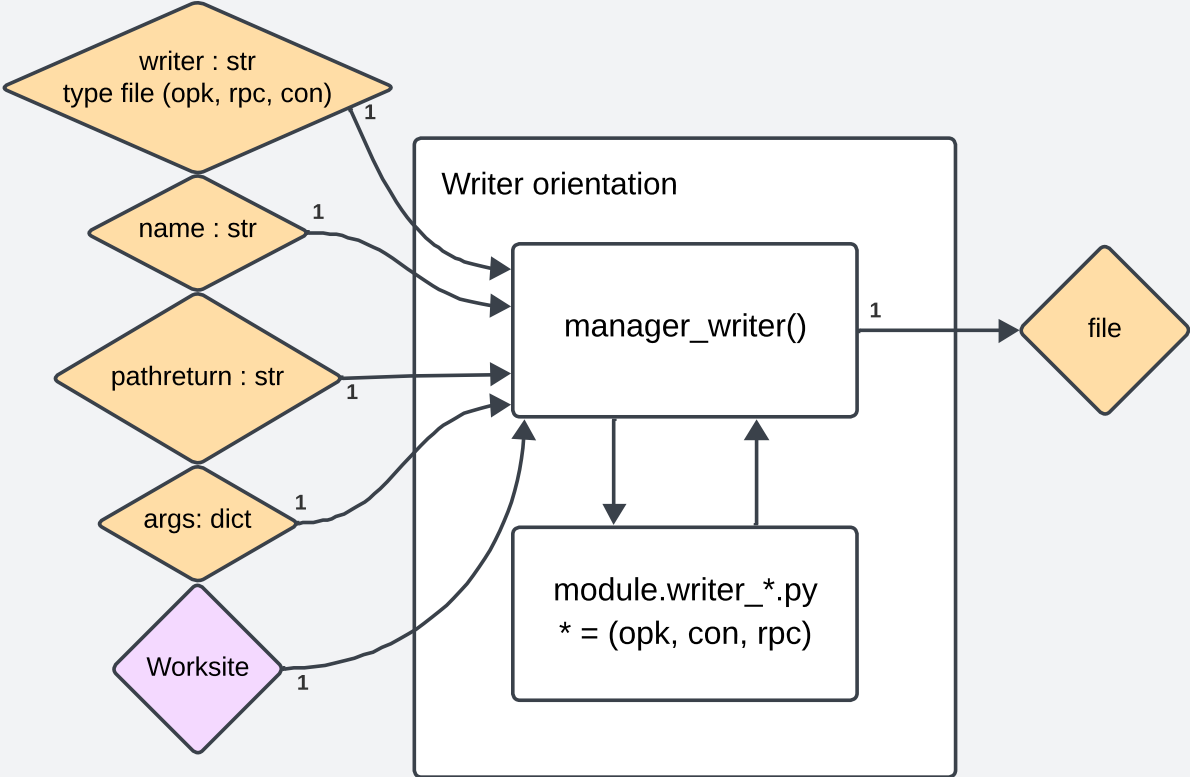 writer : str
type file (opk, rpc, con)
1
name : str
1
pathreturn : str
1
args: dict
1
Worksite
1
Writer orientation
manager_writer()
module.writer_*.py
* = (opk, con, rpc)
1
file